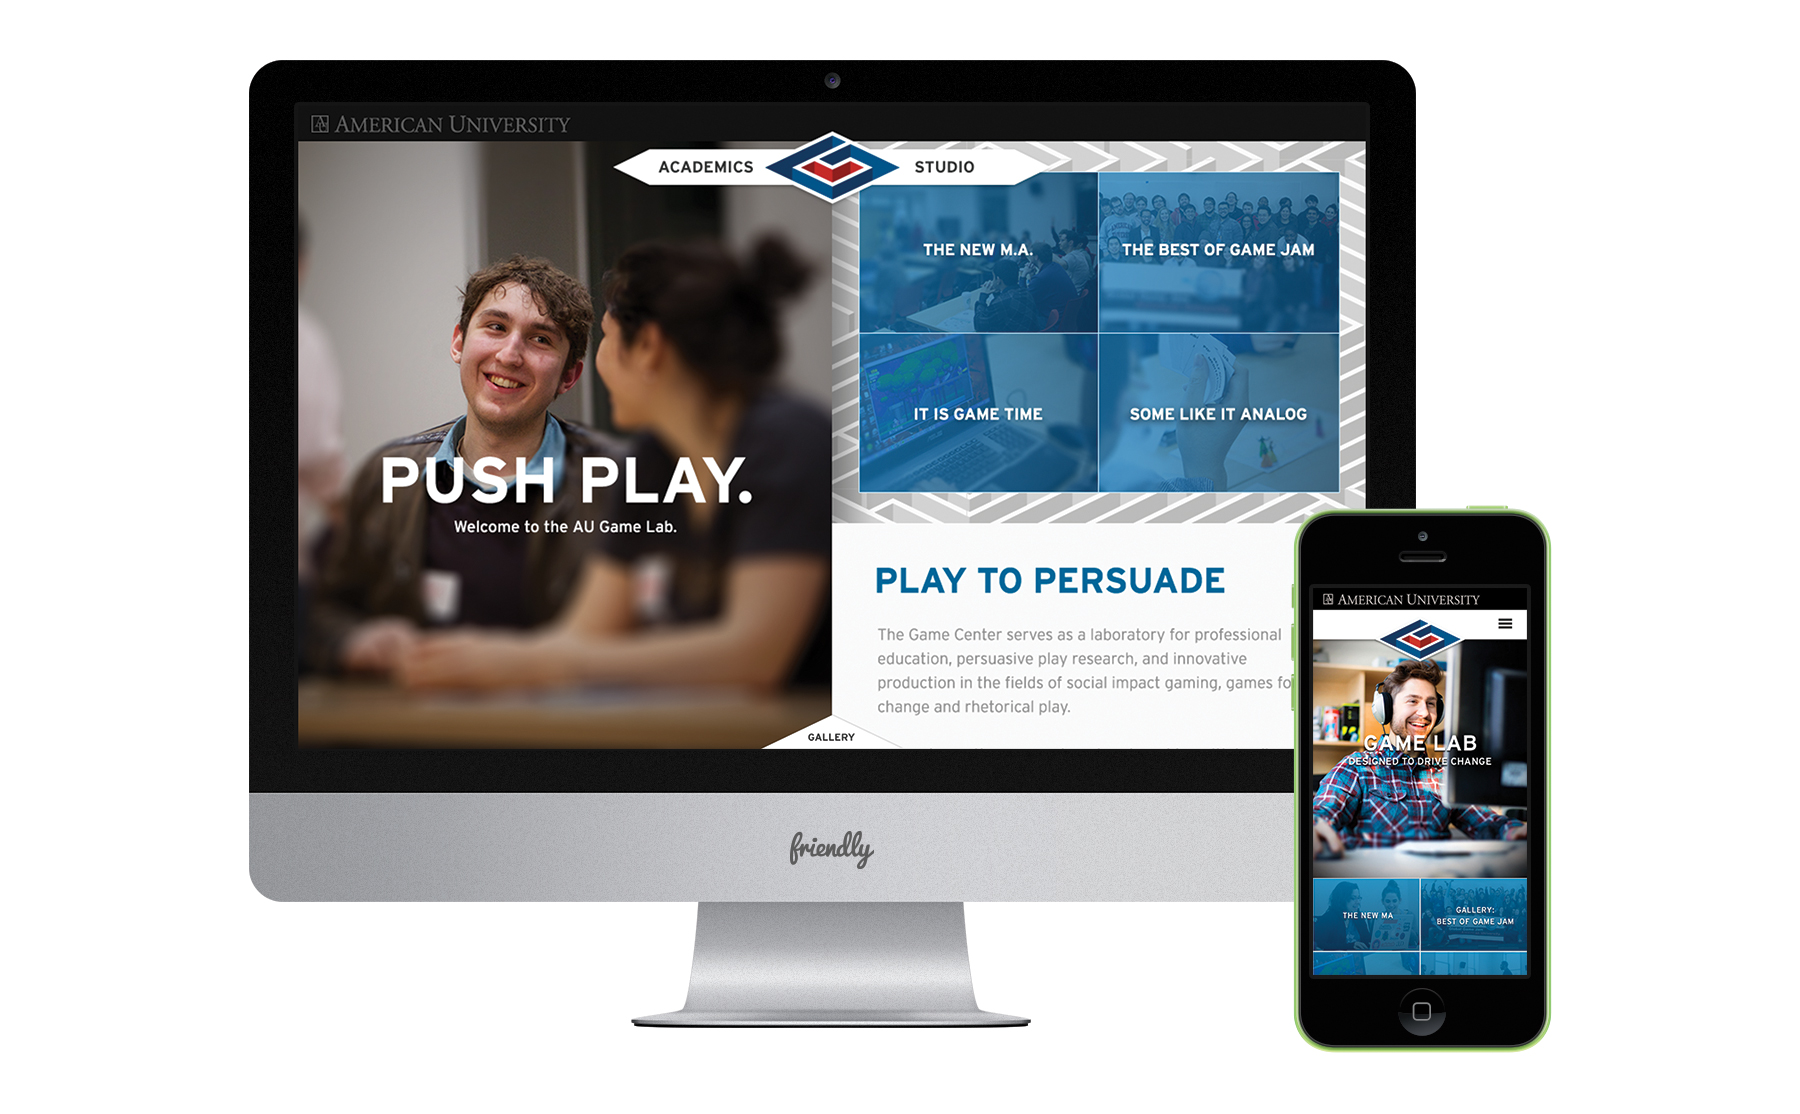 AMERICAN UNIVERSITY
ACADEMICS
STUDIO
THE NEW M.A.
THE BEST OF GAME JAM
IT IS GAME TIME
SOME LIKE IT ANALOG
PUSH PLAY.
Welcome to the AU Game Lab.
PLAY TO PERSUADE
The Game Center serves as a laboratory for professional
education, persuasive play research, and innovative
production in the fields of social impact gaming, games fo
change and rhetorical play.
GALLERY
friendly
AMERICAN UNIVERSITY
GAME LAB
DESIGNED TO DRIVE CHANGE
THE NEW MA
GALLERY:
BEST OF GAME JAM